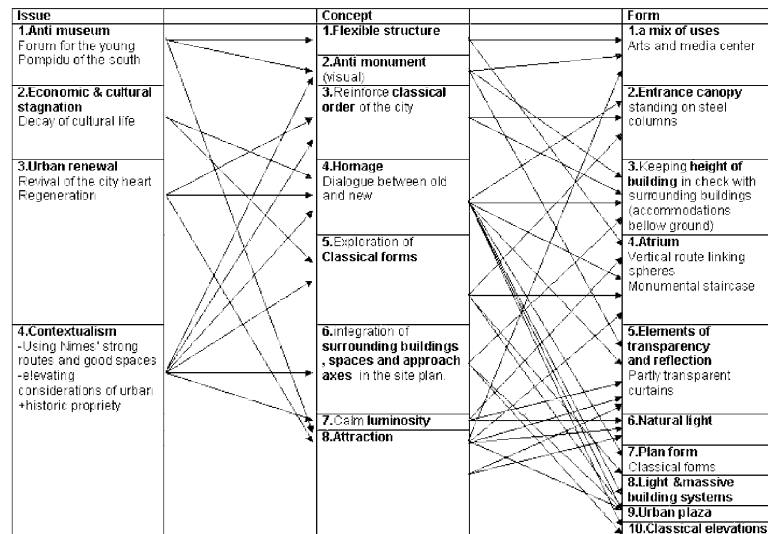 Issue
1.Anti museum
Forum for the young
Pompidu of the south
2.Economic & cultural
stagnation
Decay of cultural life
3.Urban renewal
Revival of the city heart
Regeneration
4.Contextualism
-Using Nimes' strong
routes and good spaces
-elevating
considerations of urban
+historic propriety
Concept
1.Flexible structure
2.Anti monument
(visual)
3.Reinforce classical
order of the city
4.Homage
Dialogue between old
and new
5.Exploration of
Classical forms
6.integration of
surrounding buildings
, spaces and approach
axes in the site plan.
7.Calm luminosity
8.Attraction
Form
1.a mix of uses
Arts and media center
2.Entrance canopy
standing on steel
columns
3.Keeping height of
building in check with
surrounding buildings
(accommodations
bellow ground)
4.Atrium
Vertical route linking
spheres
Monumental staircase
5.Elements of
transparency
and reflection
Partly transparent
curtains
6.Natural light
7.Plan form
Classical forms
8.Light &massive
building systems
9.Urban plaza
10.Classical elevations